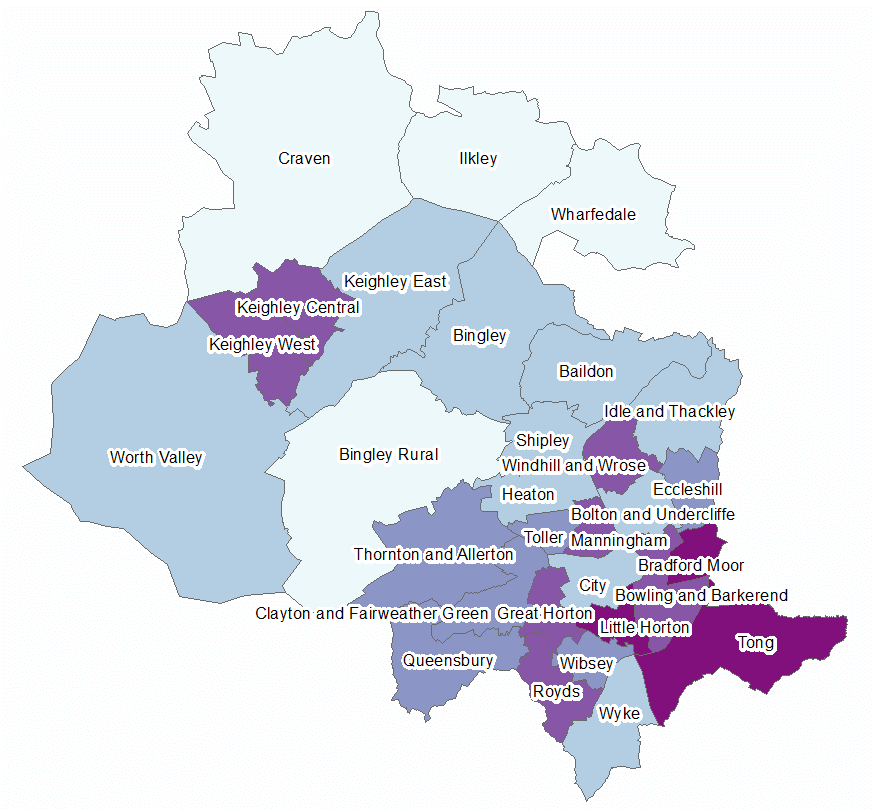 Craven
Ilkley
Wharfedale
Keighley East
Keighley Central
Bingley
Keighley West
Baildon
Idle and Thackley
Shipley
Bingley Rural
Worth Valley
Windhill and Wrose
Heaton
Eccleshill
Bolton and Undercliffe
Toller
Manningham
Thornton and Allerton
Bradford Moor
City
Bowling and Barkerend
Clayton and Fairweather Green
Great Horton
Little Horton
Tong
Queensbury
Wibsey
Royds
Wyke